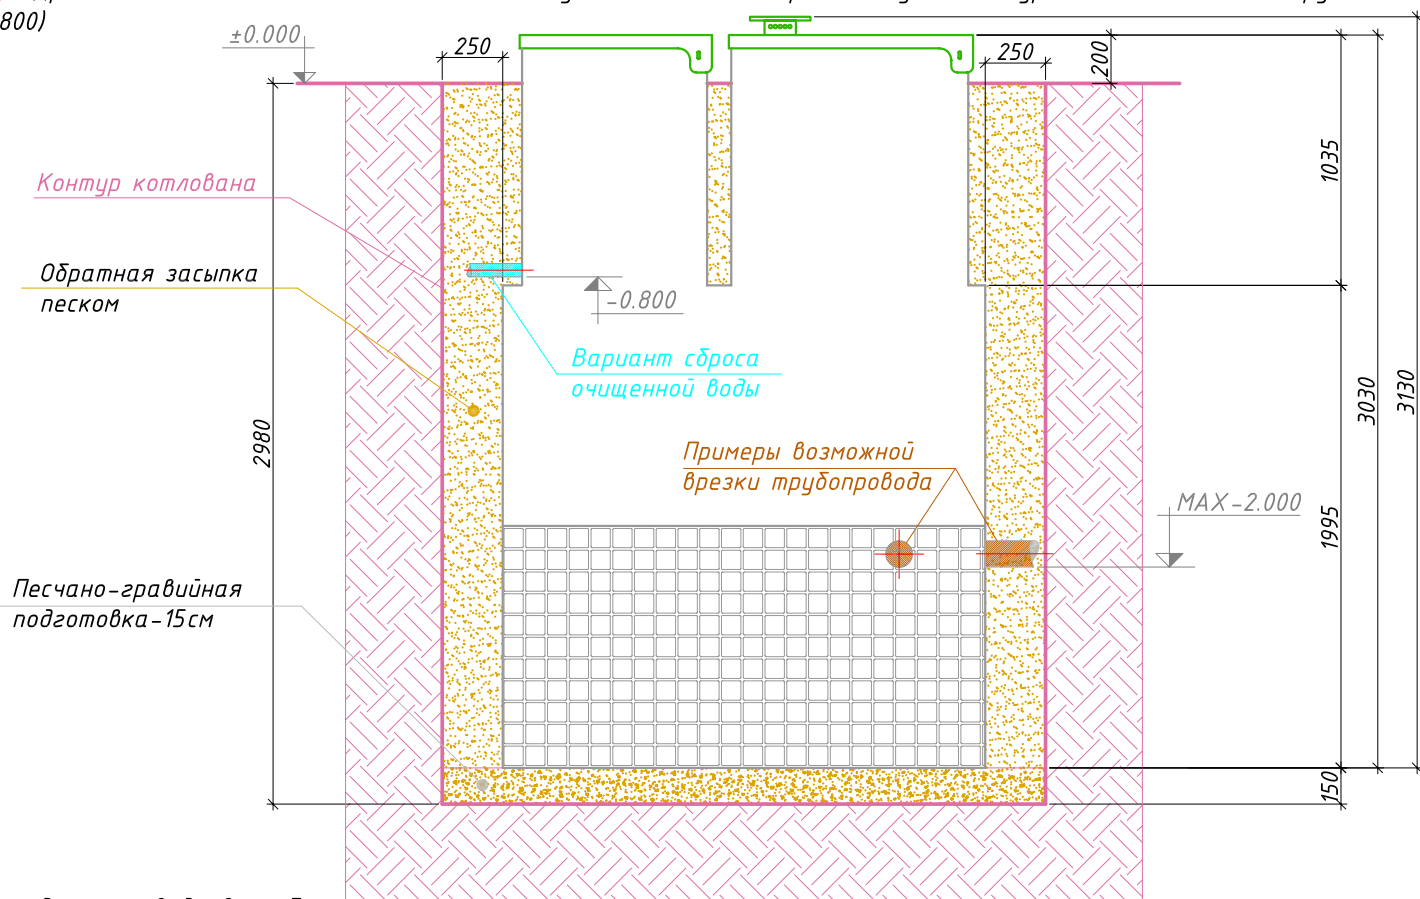 800)
±0.000
250
250
200
1035
Контур котлована
Обратная засыпка
песком
-0.800
Вариант сброса
очищенной воды
2980
3030
3130
Примеры возможной
врезки трубопровода
MAX-2.000
1995
Песчано-гравийная
подготовка-15см
150